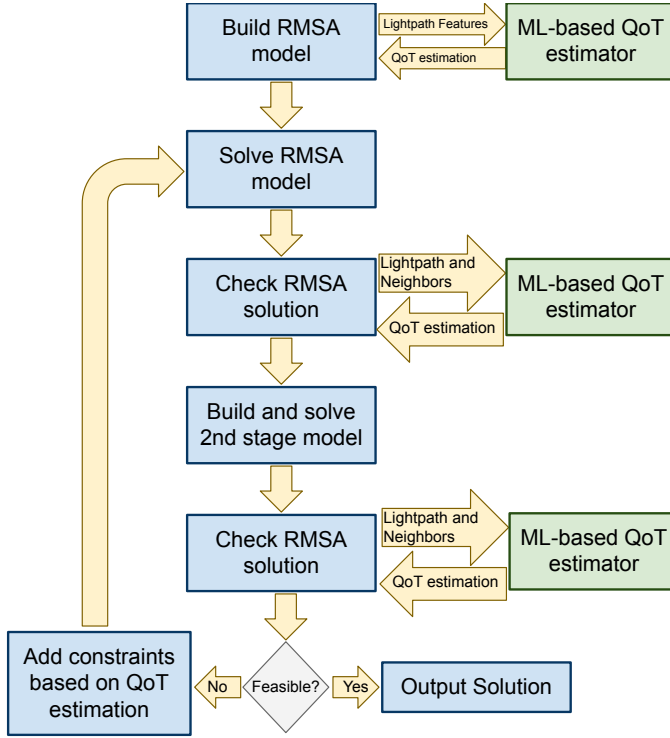 Build RMSA
model
Lightpath Features
QoT estimation
ML-based QoT
estimator
Solve RMSA
model
Check RMSA
solution
Lightpath and
Neighbors
QoT estimation
ML-based QoT
estimator
Build and solve
2nd stage model
Check RMSA
solution
Lightpath and
Neighbors
QoT estimation
ML-based QoT
estimator
Add constraints
based on QoT
estimation
No
Feasible?
Yes
Output Solution